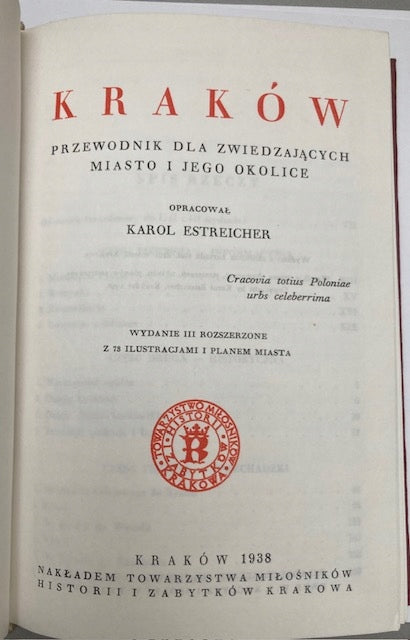 KRAKÓW
PRZEWODNIK DLA ZWIEDZAJĄCYCH
MIASTO I JEGO OKOLICE
OPRACOWAŁ
KAROL ESTREICHER
Cracovia totius Poloniae
urbs celeberrima
WYDANIE III ROZSZERZONE
Z 78 ILUSTRACJAMI I PLANEM MIASTA
TOWARZYSTWO MIŁOŚNIKÓW
HISTORII I ZABYTKÓW
KRAKOWA
KRAKÓW 1938
NAKŁADEM TOWARZYSTWA MIŁOŚNIKÓW
HISTORII I ZABYTKÓW KRAKOWA